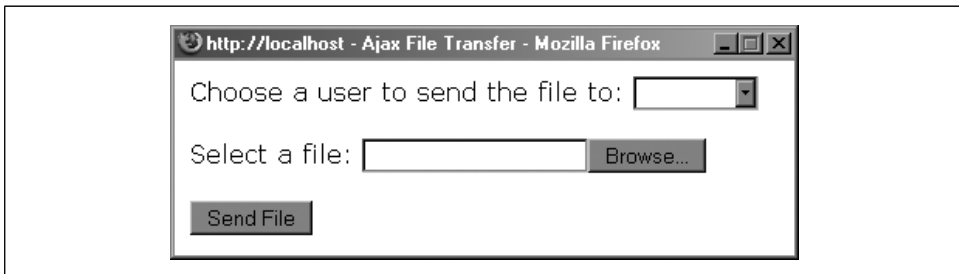 http://localhost - Ajax File Transfer - Mozilla Firefox
Choose a user to send the file to:
Select a file: Browse...
Send File